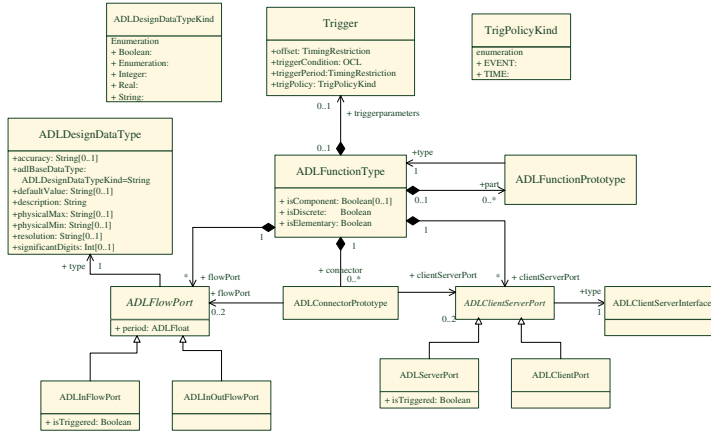 ADLDesignDataTypeKind
Enumeration
+ Boolean:
+ Enumeration:
+ Integer:
+ Real:
+ String:
Trigger
+offset: TimingRestriction
+triggerCondition: OCL
+triggerPeriod:TimingRestriction
+trigPolicy: TrigPolicyKind
TrigPolicyKind
enumeration
+ EVENT:
+ TIME:
0..1
+ triggerparameters
0..1
ADLDesignDataType
+accuracy: String[0..1]
+adlBaseDataType:
ADLDesignDataTypeKind=String
+defaultValue: String[0..1]
+description: String
+physicalMax: String[0..1]
+physicalMin: String[0..1]
+resolution: String[0..1]
+significantDigits: Int[0..1]
ADLFunctionType
+ isComponent: Boolean[0..1]
+ isDiscrete: Boolean
+ isElementary: Boolean
+type
1
+part
0..1
0..*
ADLFunctionPrototype
1
1
1
+ type
1
*
+ flowPort
+ connector
0..*
+ clientServerPort
*
+ clientServerPort
ADLFlowPort
+ period: ADLFloat
+ flowPort
0..2
ADLConnectorPrototype
ADLClientServerPort
0..2
+type
1
ADLClientServerInterface
ADLInFlowPort
+ isTriggered: Boolean
ADLInOutFlowPort
ADLServerPort
+ isTriggered: Boolean
ADLClientPort